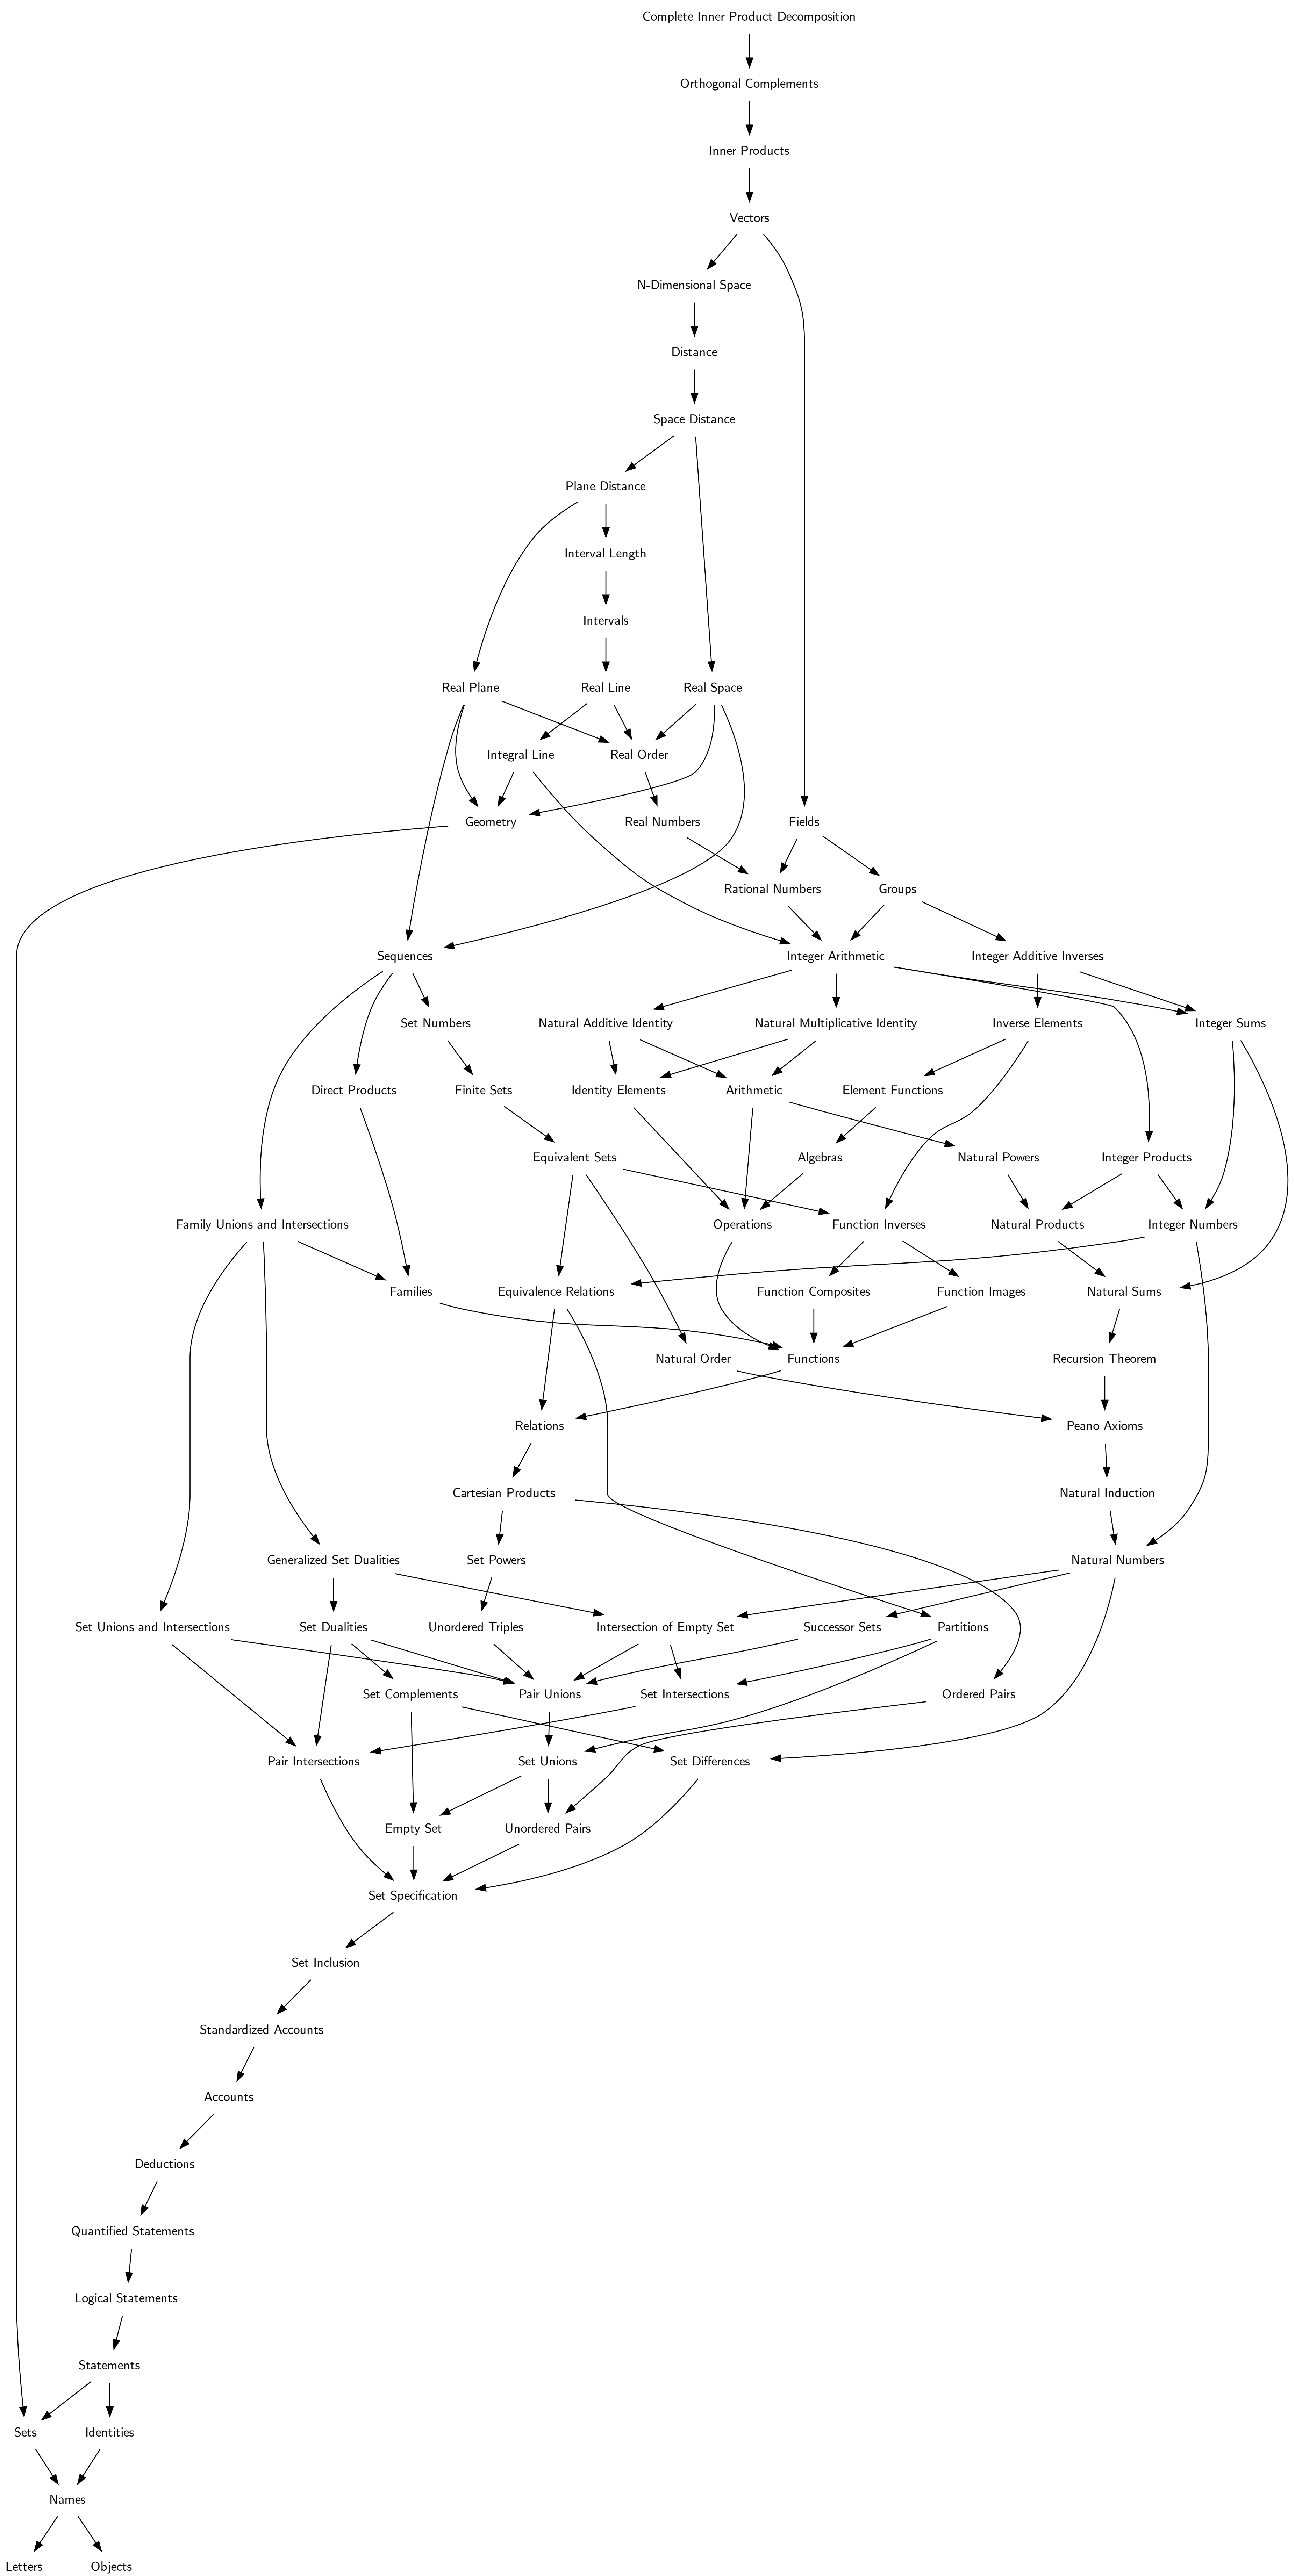 Complete Inner Product Decomposition
Orthogonal Complements
Inner Products
Vectors
N-Dimensional Space
Distance
Space Distance
Plane Distance
Interval Length
Intervals
Real Plane
Real Line
Real Space
Integral Line
Real Order
Geometry
Real Numbers
Fields
Rational Numbers
Groups
Sequences
Integer Arithmetic
Integer Additive Inverses
Set Numbers
Natural Additive Identity
Natural Multiplicative Identity
Inverse Elements
Integer Sums
Direct Products
Finite Sets
Identity Elements
Arithmetic
Element Functions
Equivalent Sets
Algebras
Natural Powers
Integer Products
Family Unions and Intersections
Operations
Function Inverses
Natural Products
Integer Numbers
Families
Equivalence Relations
Function Composites
Function Images
Natural Sums
Natural Order
Functions
Recursion Theorem
Relations
Peano Axioms
Cartesian Products
Natural Induction
Generalized Set Dualities
Set Powers
Natural Numbers
Set Unions and Intersections
Set Dualities
Unordered Triples
Intersection of Empty Set
Successor Sets
Partitions
Set Complements
Pair Unions
Set Intersections
Ordered Pairs
Pair Intersections
Set Unions
Set Differences
Empty Set
Unordered Pairs
Set Specification
Set Inclusion
Standardized Accounts
Accounts
Deductions
Quantified Statements
Logical Statements
Statements
Sets
Identities
Names
Letters
Objects